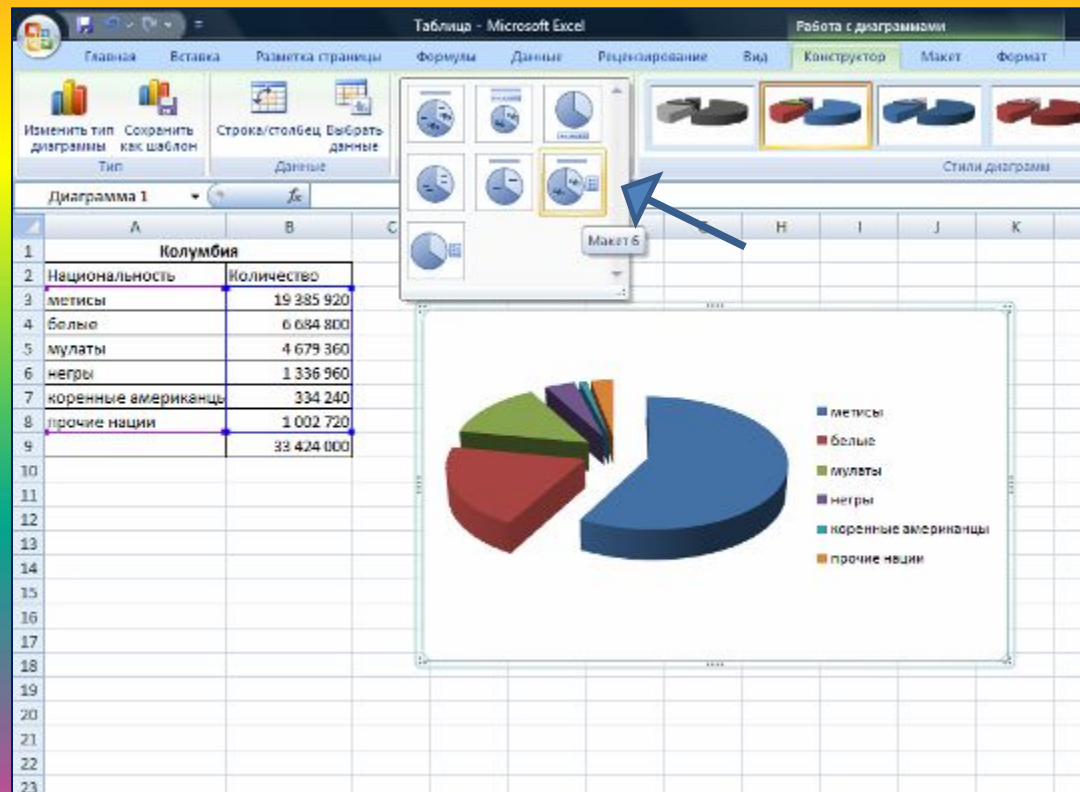 Таблица - Microsoft Excel
Работа с диаграммами
Главная Вставка Разметка страницы Формулы Данные Рецензирование Вид Конструктор Макет Формат
Изменить тип диаграммы
Сохранить как шаблон
Строка/столбец
Выбрать данные
Тип
Данные
Стили диаграмм
Диаграмма 1
fx
Макет 6
A B C G H I J K
1 Колумбия
2 Национальность Количество
3 метисы 19 385 920
4 белые 6 684 800
5 мулаты 4 679 360
6 негры 1 336 960
7 коренные американцы 334 240
8 прочие нации 1 002 720
9 33 424 000
10
11
12
13
14
15
16
17
18
19
20
21
22
23
метисы
белые
мулаты
негры
коренные американцы
прочие нации